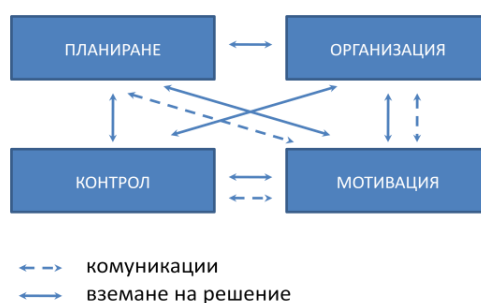 ПЛАНИРАНЕ
ОРГАНИЗАЦИЯ
КОНТРОЛ
МОТИВАЦИЯ
комуникации
вземане на решение